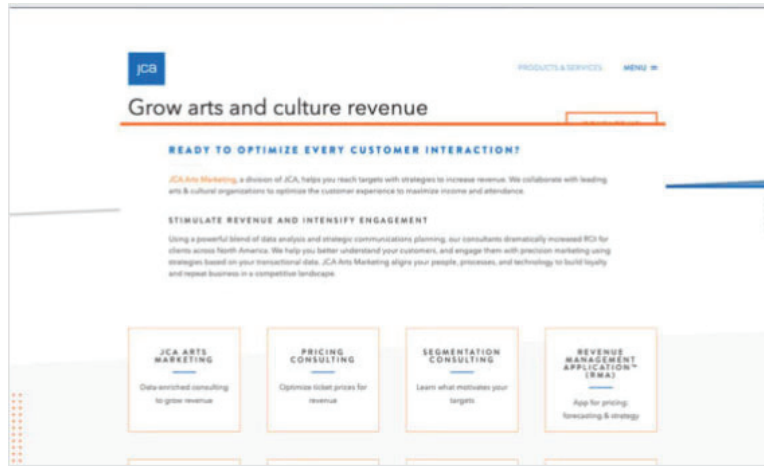 jca
PRODUCTS & SERVICES MENU
Grow arts and culture revenue
READY TO OPTIMIZE EVERY CUSTOMER INTERACTION?
JCA Arts Marketing, a division of JCA, helps you reach targets with strategies to increase revenue. We collaborate with leading
arts & cultural organizations to optimize the customer experience to maximize income and attendance.
STIMULATE REVENUE AND INTENSIFY ENGAGEMENT
Using a powerful blend of data analysis and strategic communications planning, our consultants dramatically increased ROI for
clients across North America. We help you better understand your customers, and engage them with precision marketing using
strategies based on your transactional data. JCA Arts Marketing aligns your people, processes, and technology to build loyalty
and repeat business in a competitive landscape.
JCA ARTS
MARKETING
Data-enriched consulting
to grow revenue
PRICING
CONSULTING
Optimize ticket prices for
revenue
SEGMENTATION
CONSULTING
Learn what motivates your
targets
REVENUE
MANAGEMENT
APPLICATION™
(RMA)
App for pricing:
forecasting & strategy